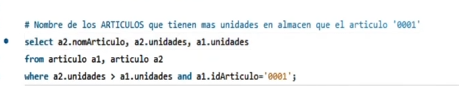 # Nombre de los ARTICULOS que tienen mas unidades en almacen que el articulo '0001'
select a2.nomArticulo, a2.unidades, a1.unidades
from articulo a1, articulo a2
where a2.unidades > a1.unidades and a1.idArticulo='0001';